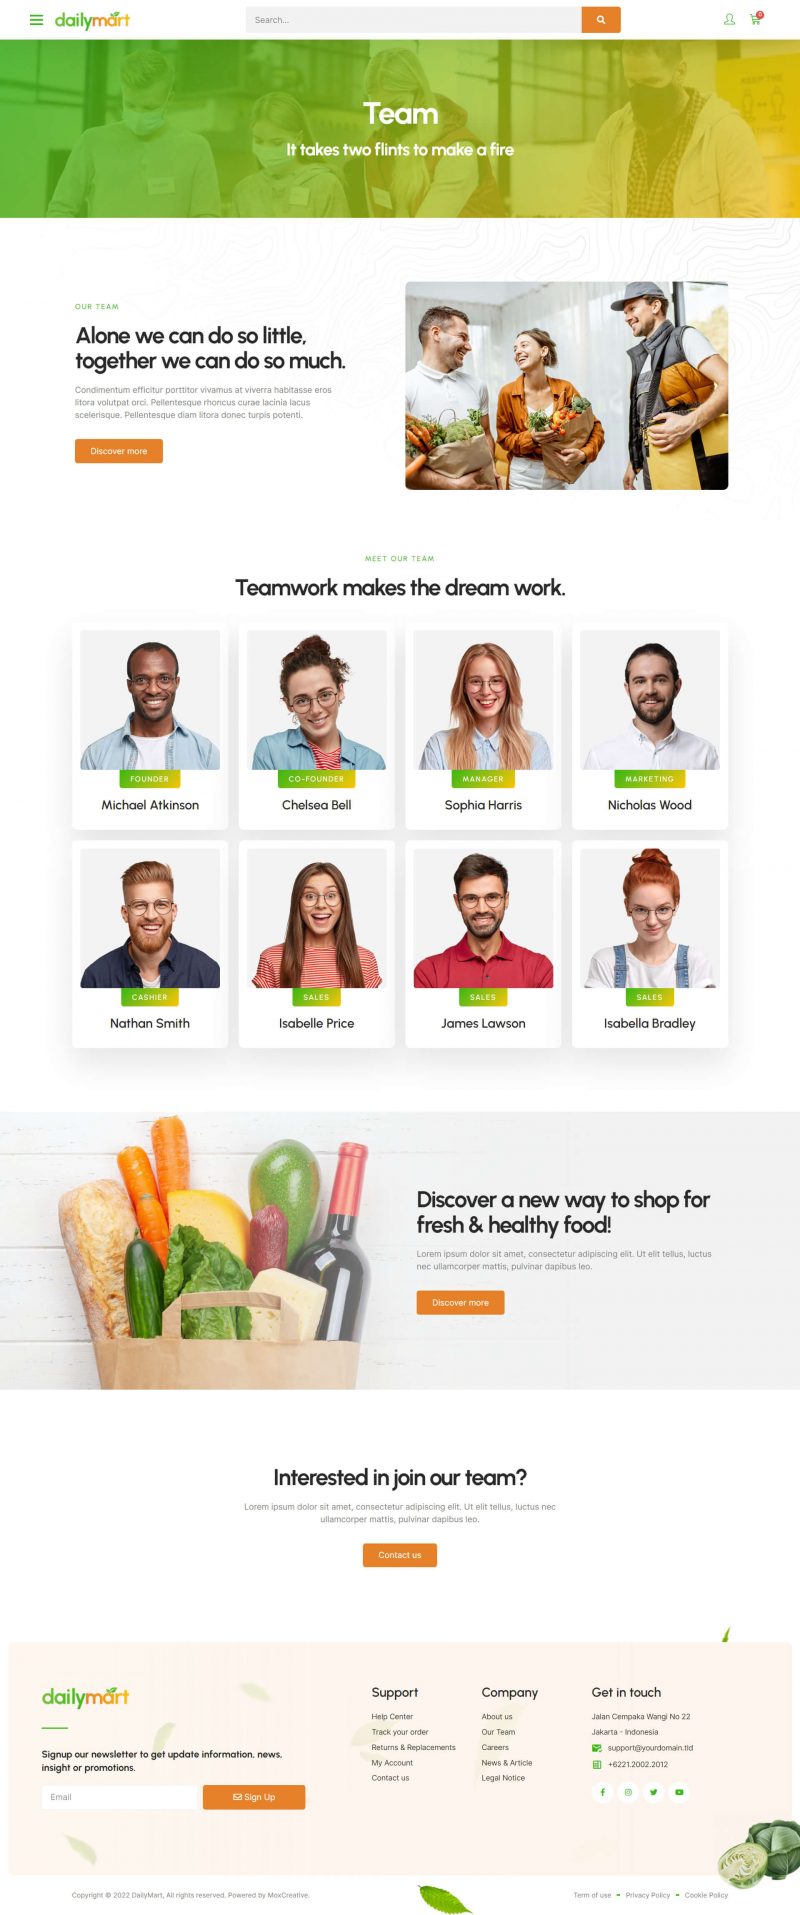 dailymart
Search...
0
Team
It takes two flints to make a fire
OUR TEAM
Alone we can do so little,
together we can do so much.
Condimentum efficitur porttitor vivamus at viverra habitasse eros
litora volutpat orci. Pellentesque rhoncus curae lacinia lacus
scelerisque. Pellentesque diam litora donec turpis potenti.
Discover more
MEET OUR TEAM
Teamwork makes the dream work.
FOUNDER
Michael Atkinson
CO-FOUNDER
Chelsea Bell
MANAGER
Sophia Harris
MARKETING
Nicholas Wood
CASHIER
Nathan Smith
SALES
Isabelle Price
SALES
James Lawson
SALES
Isabella Bradley
Discover a new way to shop for
fresh & healthy food!
Lorem ipsum dolor sit amet, consectetur adipiscing elit. Ut elit tellus, luctus
nec ullamcorper mattis, pulvinar dapibus leo.
Discover more
Interested in join our team?
Lorem ipsum dolor sit amet, consectetur adipiscing elit. Ut elit tellus, luctus nec
ullamcorper mattis, pulvinar dapibus leo.
Contact us
dailymart
Signup our newsletter to get update information, news,
insight or promotions.
Email
Sign Up
Support
Help Center
Track your order
Returns & Replacements
My Account
Contact us
Company
About us
Our Team
Careers
News & Article
Legal Notice
Get in touch
Jalan Cempaka Wangi No 22
Jakarta - Indonesia
support@yourdomain.tld
+6221.2002.2012
Copyright © 2022 DailyMart, All rights reserved. Powered by MoxCreative.
Term of use
Privacy Policy
Cookie Policy